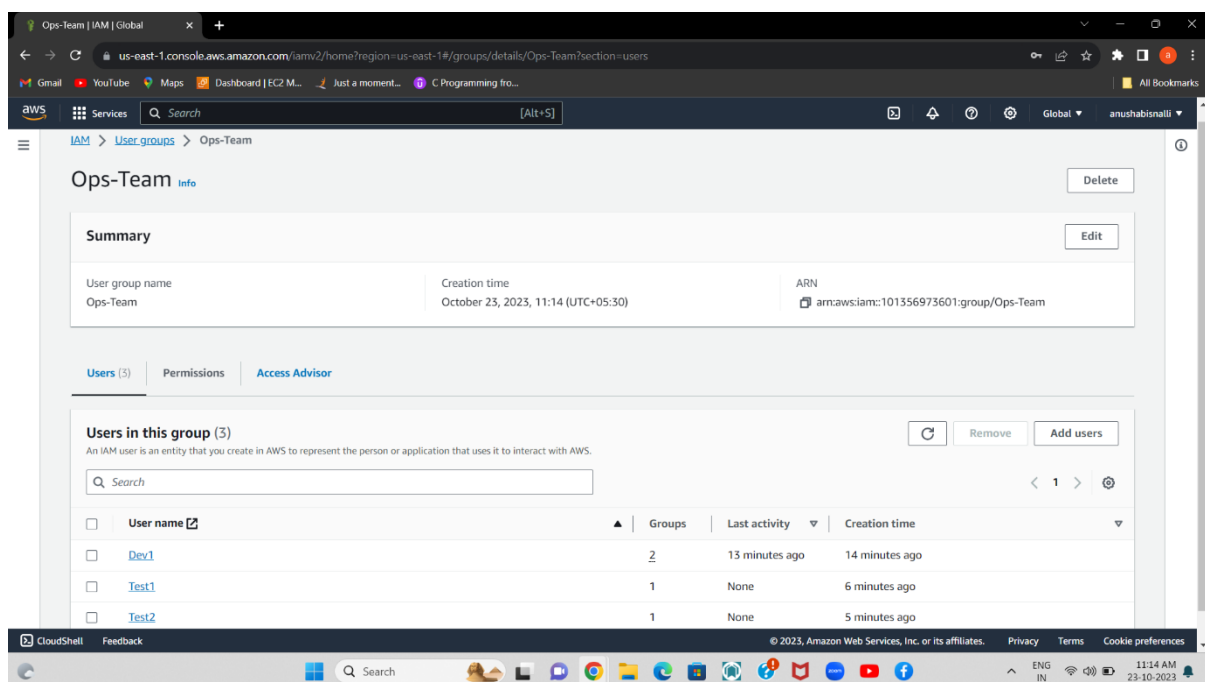 Ops-Team | IAM | Global
us-east-1.console.aws.amazon.com/iamv2/home?region=us-east-1#/groups/details/Ops-Team?section=users
Gmail YouTube Maps Dashboard | EC2 M... Just a moment... C Programming fro... All Bookmarks
aws Services Search [Alt+S] Global anushabisnalli
IAM > User groups > Ops-Team
Ops-Team Info Delete
Summary Edit
User group name Creation time ARN
Ops-Team October 23, 2023, 11:14 (UTC+05:30) arn:aws:iam::101356973601:group/Ops-Team
Users (3) Permissions Access Advisor
Users in this group (3) Remove Add users
An IAM user is an entity that you create in AWS to represent the person or application that uses it to interact with AWS.
Search 1
User name Groups Last activity Creation time
Dev1 2 13 minutes ago 14 minutes ago
Test1 1 None 6 minutes ago
Test2 1 None 5 minutes ago
CloudShell Feedback © 2023, Amazon Web Services, Inc. or its affiliates. Privacy Terms Cookie preferences
Search ENG 11:14 AM
IN 23-10-2023